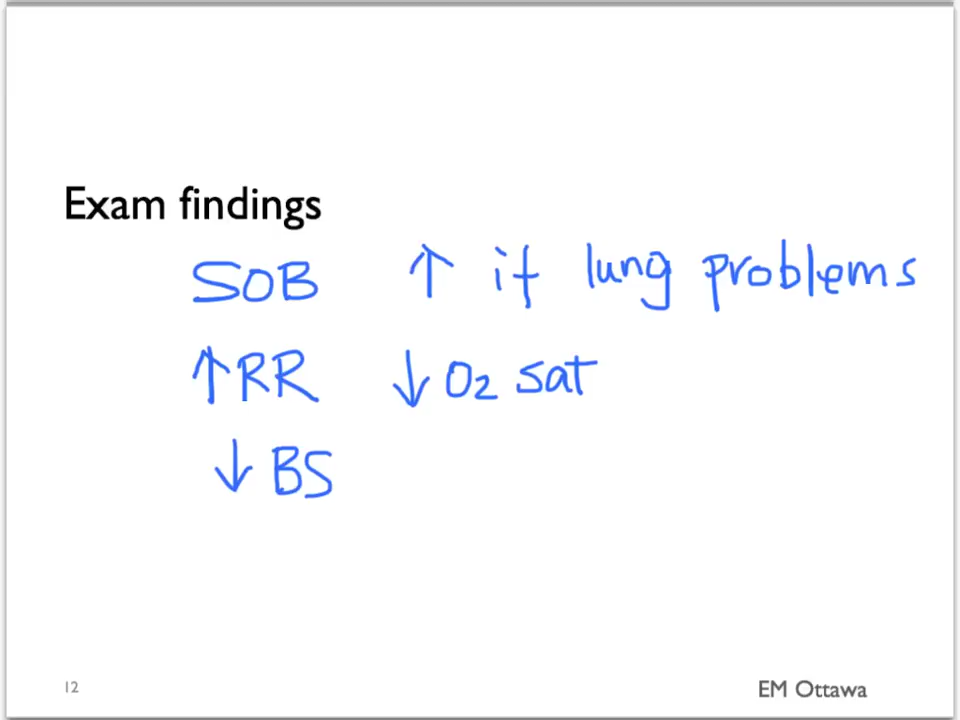 Exam findings
SOB ↑ if lung problems
↑RR ↓ O2 sat
↓ BS
12
EM Ottawa